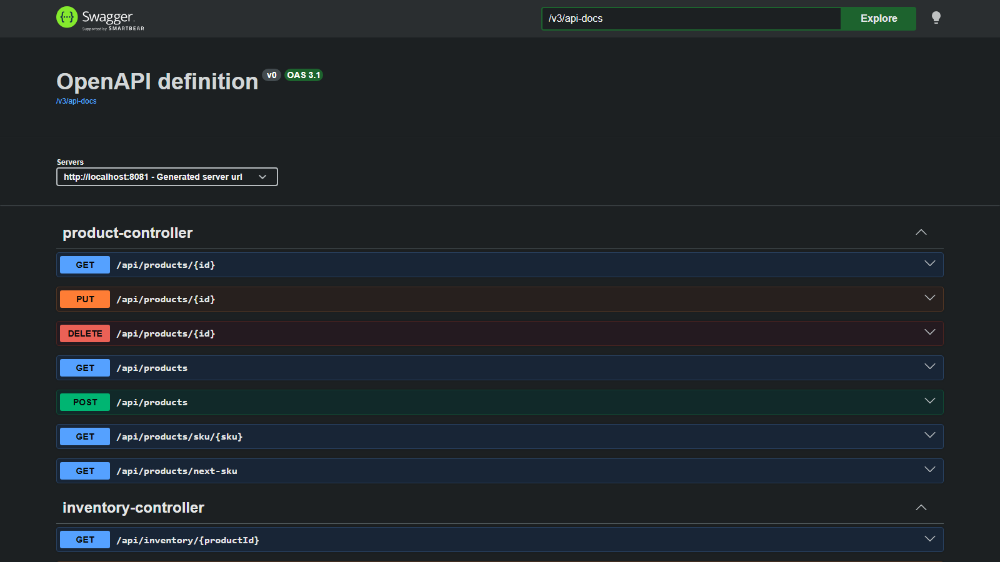 Swagger.
Supported by SMARTBEAR
/v3/api-docs
Explore
OpenAPI definition v0 OAS 3.1
/v3/api-docs
Servers
http://localhost:8081 - Generated server url
product-controller
GET /api/products/{id}
PUT /api/products/{id}
DELETE /api/products/{id}
GET /api/products
POST /api/products
GET /api/products/sku/{sku}
GET /api/products/next-sku
inventory-controller
GET /api/inventory/{productId}